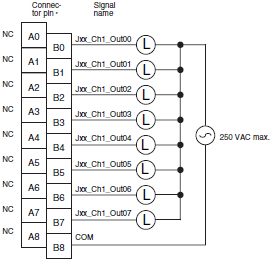 Connec-
tor pin *
Signal
name
NC A0
B0 Jxx_Ch1_Out00 L
NC A1
B1 Jxx_Ch1_Out01 L
NC A2
B2 Jxx_Ch1_Out02 L
NC A3
B3 Jxx_Ch1_Out03 L
NC A4
B4 Jxx_Ch1_Out04 L
250 VAC max.
NC A5
B5 Jxx_Ch1_Out05 L
NC A6
B6 Jxx_Ch1_Out06 L
NC A7
B7 Jxx_Ch1_Out07 L
NC A8
B8 COM